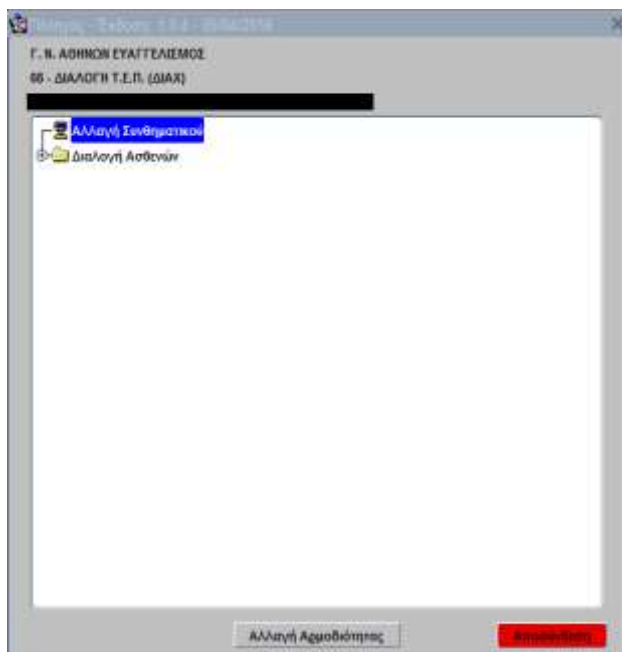 Γ. Ν. ΑΘΗΝΩΝ ΕΥΑΓΓΕΛΙΣΜΟΣ
66 - ΔΙΑΛΟΓΗ Τ.Ε.Π. (ΔΙΑΧ)
Αλλαγή Συνθηματικού
Διαλογή Ασθενών
Αλλαγή Αρμοδιότητας
Αποσύνδεση